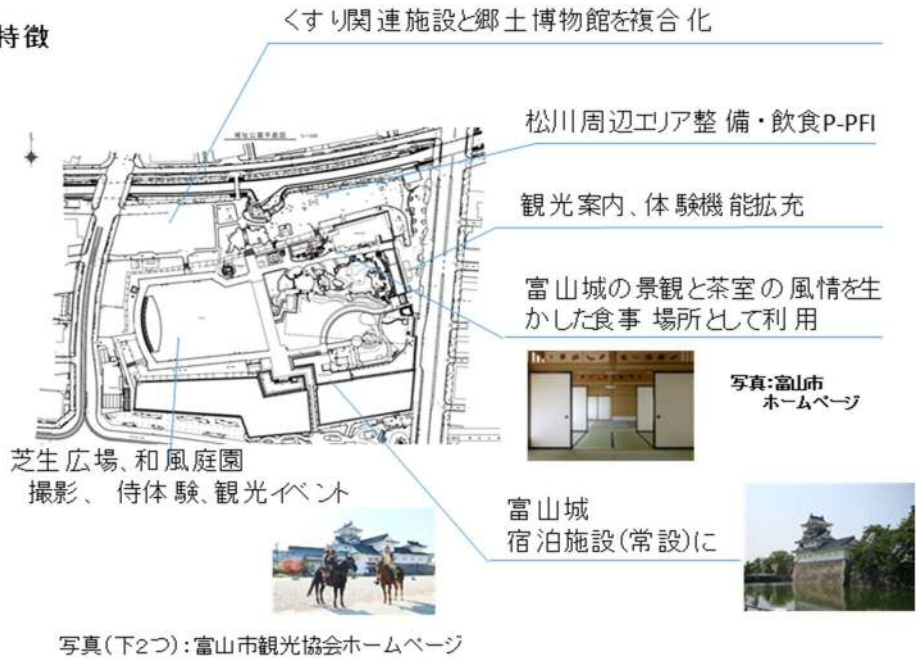 特徴
くすり関連施設と郷土博物館を複合化
松川周辺エリア整備・飲食P-PFI
観光案内、体験機能拡充
富山城の景観と茶室の風情を生
かした食事場所として利用
写真:富山市
ホームページ
芝生広場、和風庭園
撮影、侍体験、観光イベント
富山城
宿泊施設(常設)に
写真(下2つ):富山市観光協会ホームページ